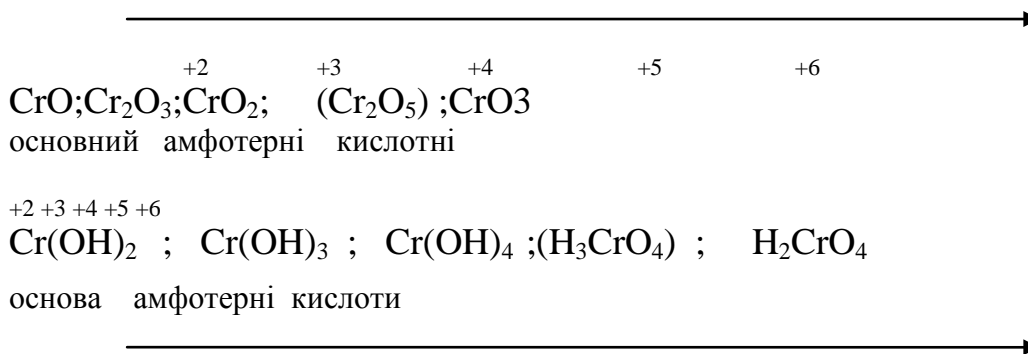 +2 +3 +4 +5 +6
CrO;Cr₂O₃;CrO₂; (Cr₂O₅) ;CrO3
основний амфотерні кислотні
+2 +3 +4 +5 +6
Cr(OH)₂ ; Cr(OH)₃ ; Cr(OH)₄ ;(H₃CrO₄) ; H₂CrO₄
основа амфотерні кислоти